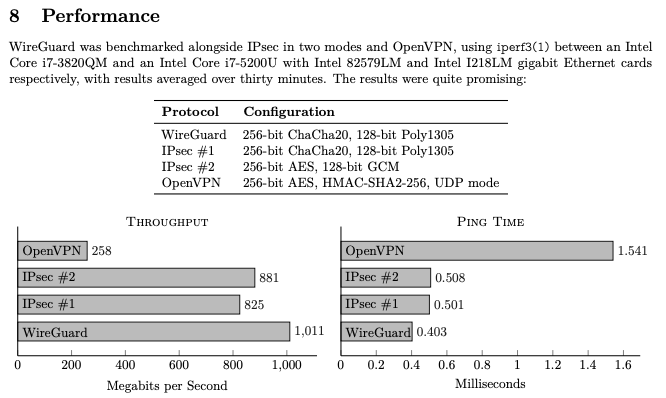 8 Performance
WireGuard was benchmarked alongside IPsec in two modes and OpenVPN, using iperf3(1) between an Intel
Core i7-3820QM and an Intel Core i7-5200U with Intel 82579LM and Intel I218LM gigabit Ethernet cards
respectively, with results averaged over thirty minutes. The results were quite promising:
Protocol Configuration
WireGuard 256-bit ChaCha20, 128-bit Poly1305
IPsec #1 256-bit ChaCha20, 128-bit Poly1305
IPsec #2 256-bit AES, 128-bit GCM
OpenVPN 256-bit AES, HMAC-SHA2-256, UDP mode
THROUGHPUT
OpenVPN 258
IPsec #2 881
IPsec #1 825
WireGuard 1,011
0 200 400 600 800 1,000
Megabits per Second
PING TIME
OpenVPN 1.541
IPsec #2 0.508
IPsec #1 0.501
WireGuard 0.403
0 0.2 0.4 0.6 0.8 1 1.2 1.4 1.6
Milliseconds